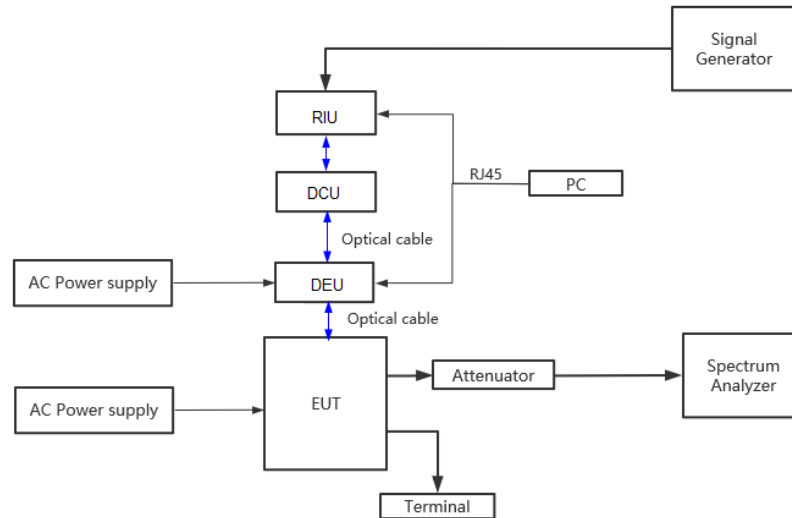 Signal
Generator
RIU
RJ45
PC
DCU
Optical cable
AC Power supply
DEU
Optical cable
Attenuator
Spectrum
Analyzer
AC Power supply
EUT
Terminal